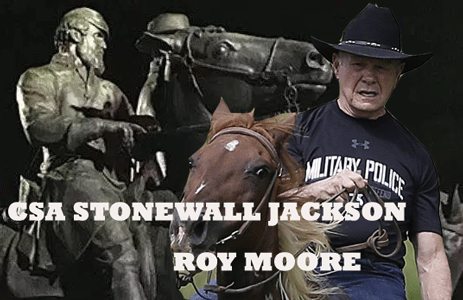 MILITARY POLICE
CSA STONEWALL JACKSON
ROY MOORE